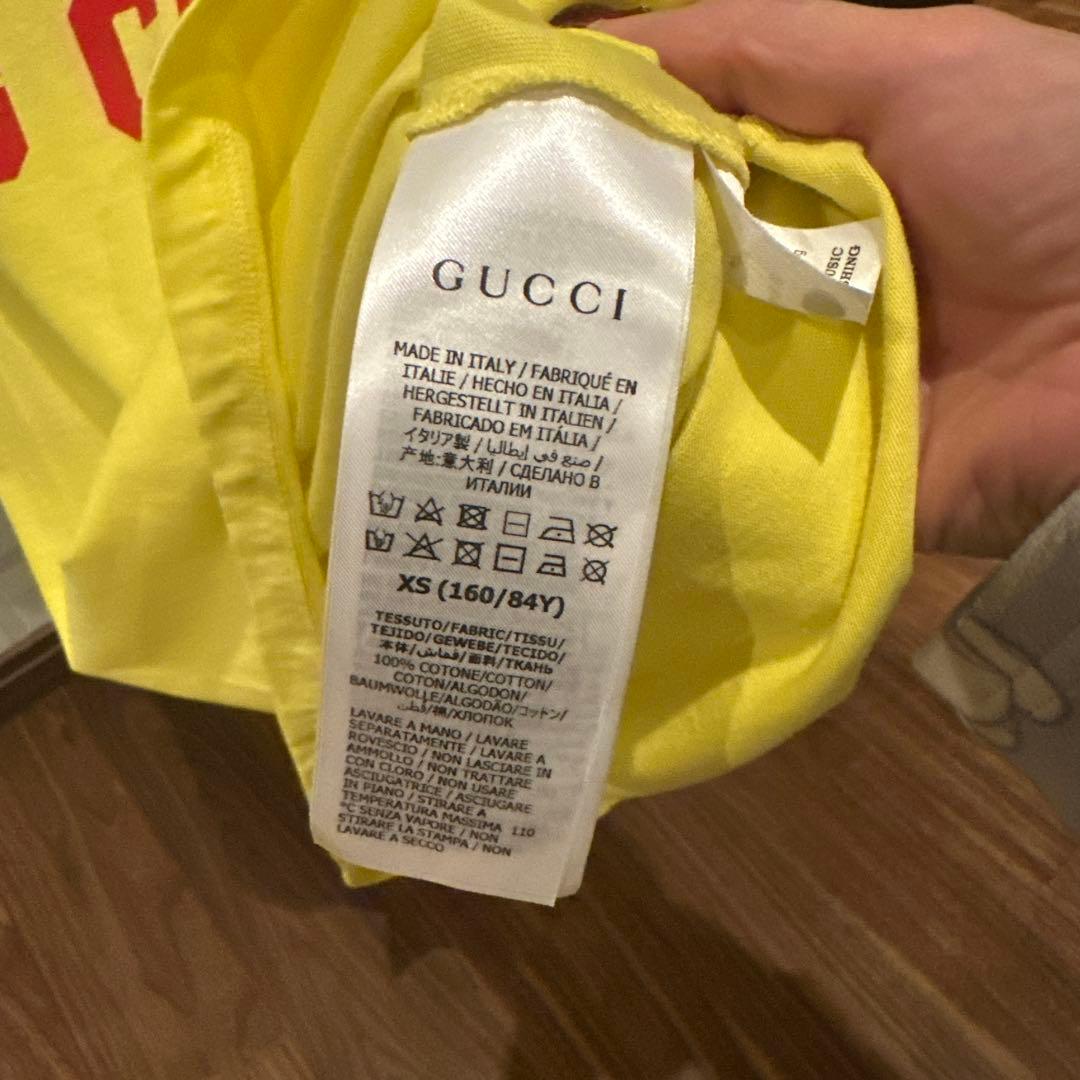 GUCCI
MADE IN ITALY / FABRIQUÉ EN
ITALIE / HECHO EN ITALIA /
HERGESTELLT IN ITALIEN /
FABRICADO EM ITÁLIA /
イタリア製 / صنع في إيطاليا /
产地:意大利 / СДЕЛАНО В
ИТАЛИИ
XS (160/84Y)
TESSUTO/FABRIC/TISSU/
TEJIDO/GEWEBE/TECIDO/
本体/قماش/面料/ТКАНЬ
100% COTONE/COTTON/
COTON/ALGODON/
BAUMWOLLE/ALGODÃO/コットン/
قطن/棉/ХЛОПОК
LAVARE A MANO / LAVARE
SEPARATAMENTE / LAVARE A
ROVESCIO / NON LASCIARE IN
AMMOLLO / NON TRATTARE
CON CLORO / NON USARE
ASCIUGATRICE / ASCIUGARE
IN PIANO / STIRARE A
TEMPERATURA MASSIMA 110
°C SENZA VAPORE / NON
STIRARE LA STAMPA / NON
LAVARE A SECCO